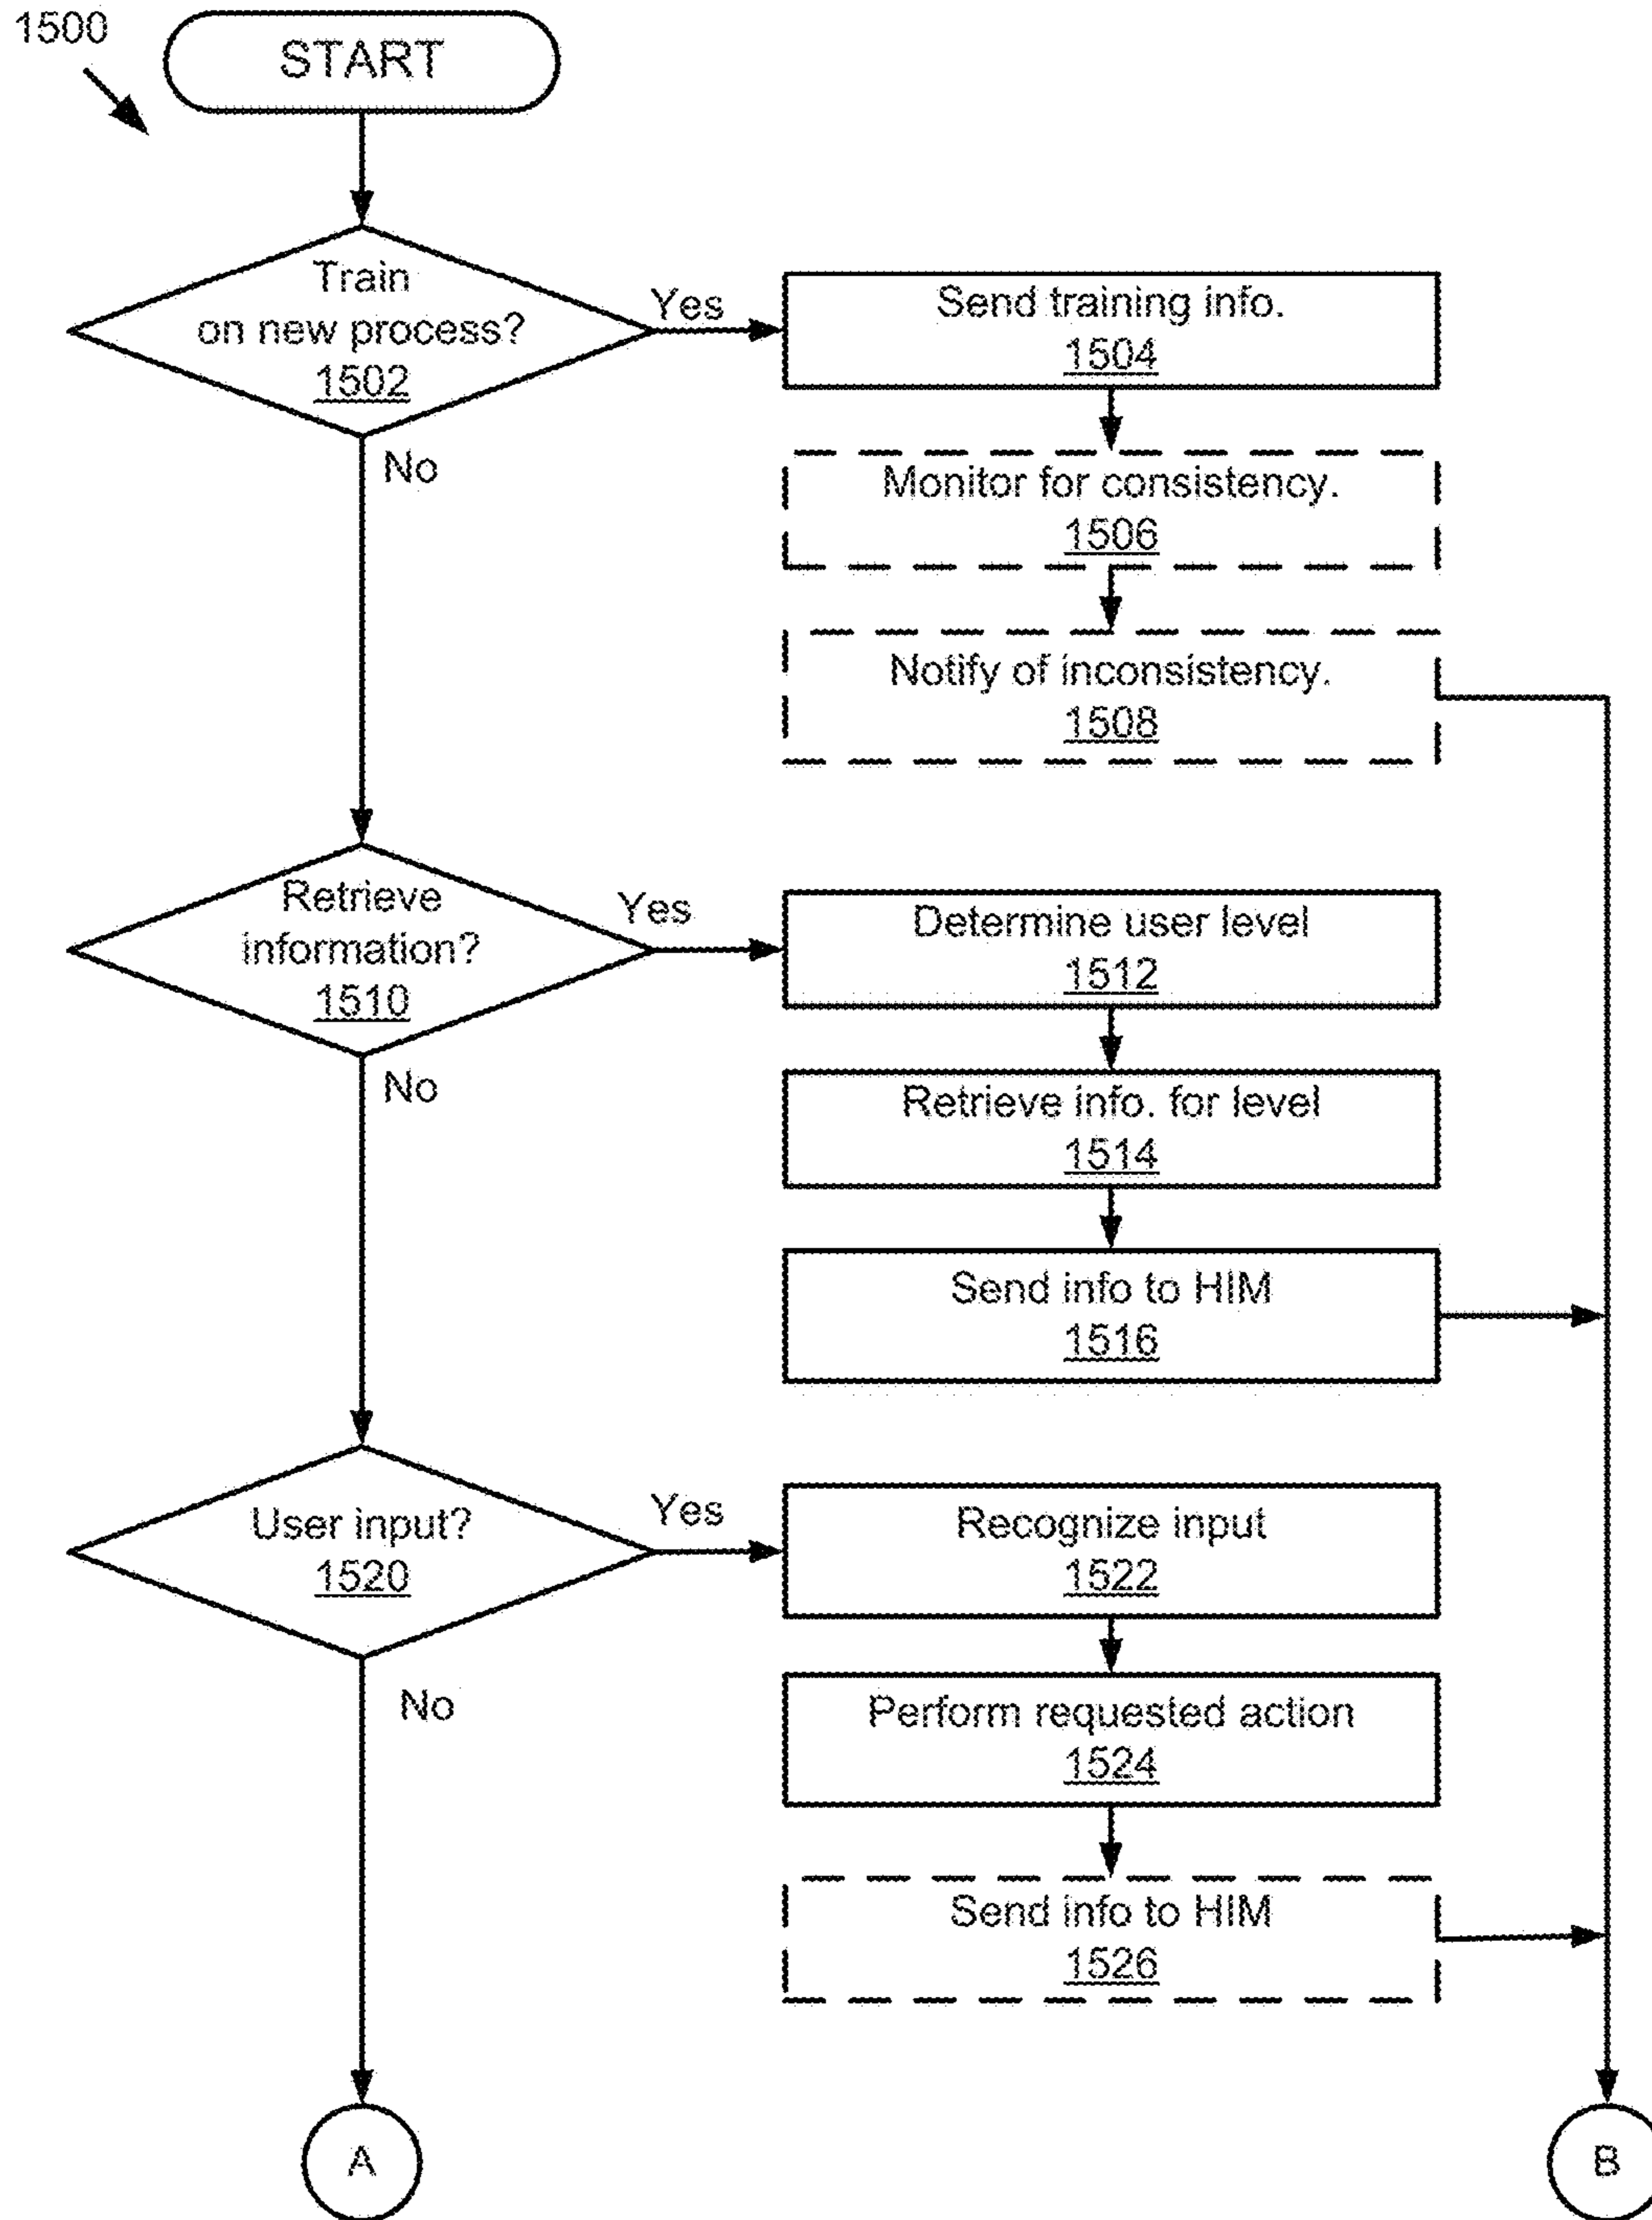 1500
START
Train
on new process?
1502
Yes
No
Send training info.
1504
Monitor for consistency.
1506
Notify of inconsistency.
1508
Retrieve
information?
1510
Yes
No
Determine user level
1512
Retrieve info. for level
1514
Send info to HIM
1516
User input?
1520
Yes
No
Recognize input
1522
Perform requested action
1524
Send info to HIM
1526
A
B